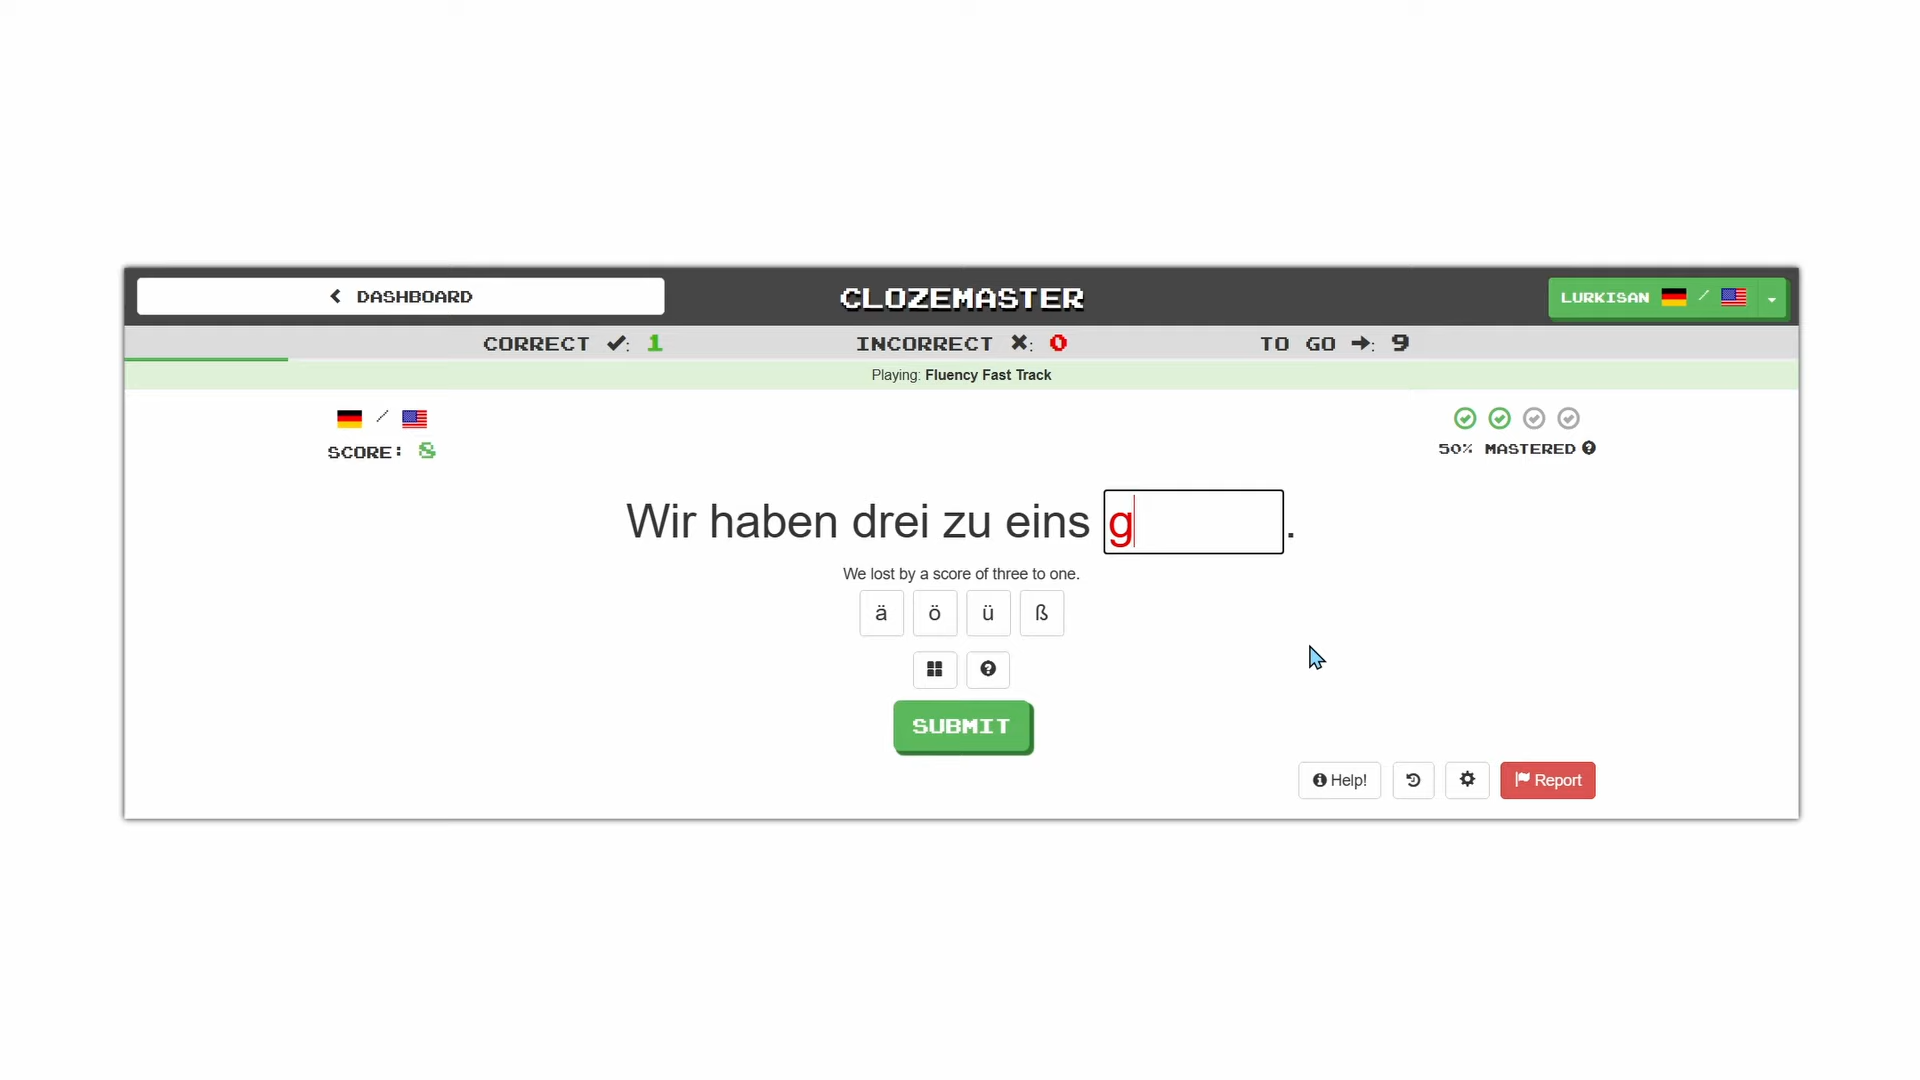 DASHBOARD
CLOZEMASTER
LURKISAN /
CORRECT ✔: 1
INCORRECT ✖: 0
TO GO ➔: 9
Playing: Fluency Fast Track
/
SCORE: 8
50% MASTERED
Wir haben drei zu eins g.
We lost by a score of three to one.
ä ö ü ß
SUBMIT
Help!
Report